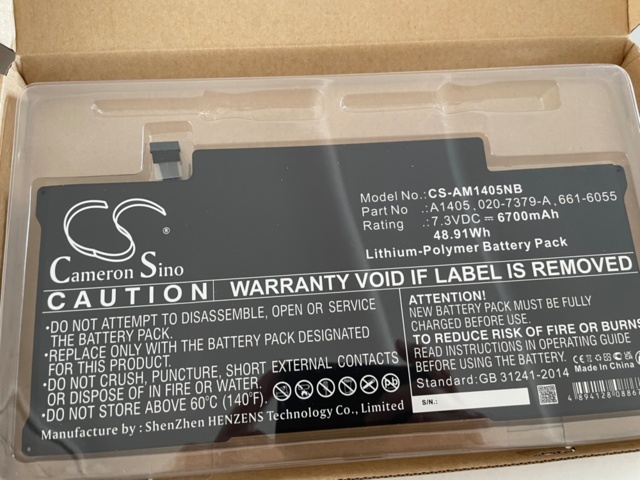 Model No.:CS-AM1405NB
Part No .:A1405 ,020-7379-A ,661-6055
Rating .:7.3VDC⎓6700mAh
48.91Wh
Lithium-Polymer Battery Pack
CS
®
Cameron Sino
CAUTION WARRANTY VOID IF LABEL IS REMOVED
•DO NOT ATTEMPT TO DISASSEMBLE, OPEN OR SERVICE
THE BATTERY PACK.
•REPLACE ONLY WITH THE BATTERY PACK DESIGNATED
FOR THIS PRODUCT.
•DO NOT CRUSH, PUNCTURE, SHORT EXTERNAL CONTACTS
OR DISPOSE OF IN FIRE OR WATER.
•DO NOT STORE ABOVE 60°C (140°F).
Manufacturer : ShenZhen HENZENS Technology Co., Limited
ATTENTION!
NEW BATTERY PACK MUST BE FULLY
CHARGED BEFORE USE.
TO REDUCE RISK OF FIRE OR BURNS
READ INSTRUCTIONS IN OPERATING GUIDE
BEFORE USE.
Standard:GB 31241-2014
S/N.:
CE
Made in China